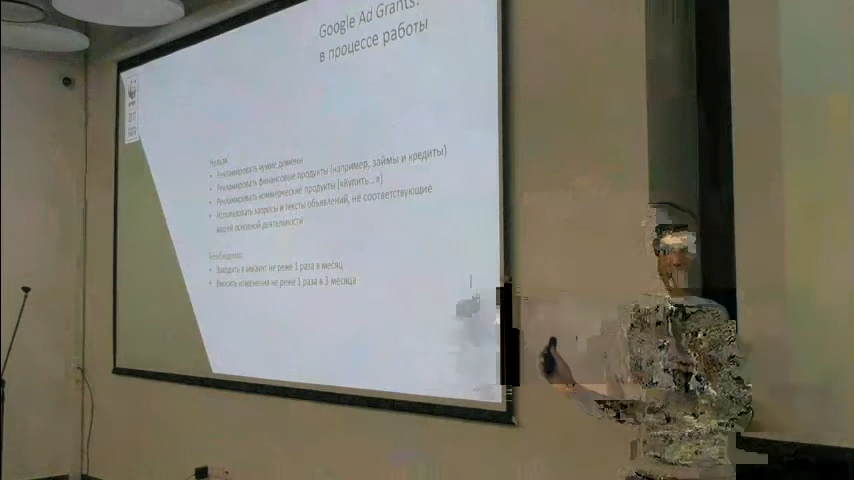 Google Ad Grants:
в процессе работы
Нельзя
• Рекламировать чужие домены
• Рекламировать финансовые продукты (например, займы и кредиты)
• Рекламировать коммерческие продукты («Купить...»)
• Использовать запросы и тексты объявлений, не соответствующие
вашей основной деятельности
Необходимо:
• Заходить в аккаунт не реже 1 раза в месяц
• Вносить изменения не реже 1 раза в 3 месяца